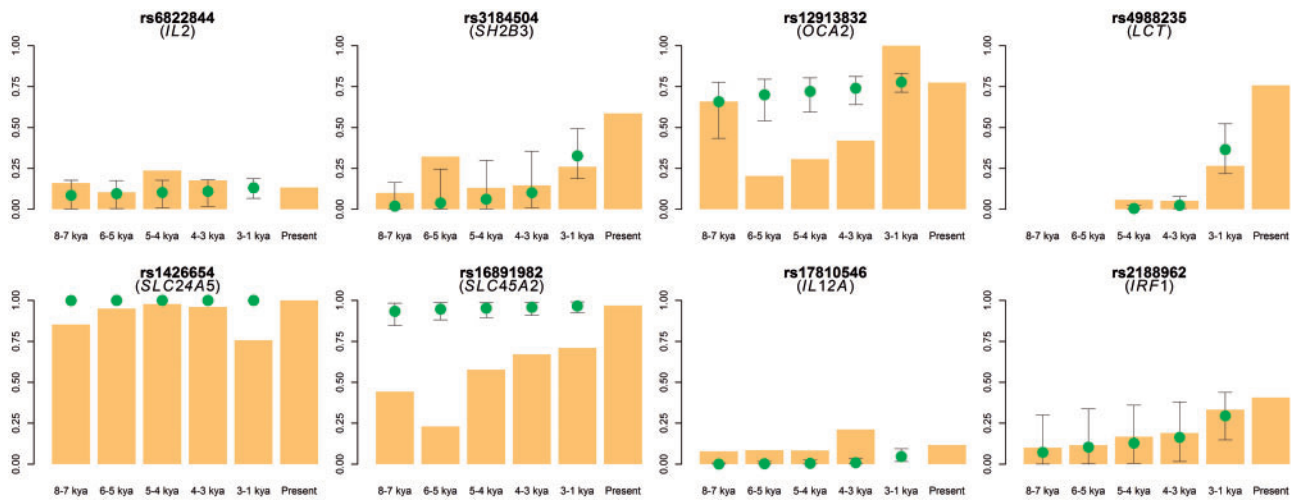 rs6822844
(IL2)
1.00
0.75
0.50
0.25
0.00
8-7 kya 6-5 kya 5-4 kya 4-3 kya 3-1 kya Present
rs3184504
(SH2B3)
1.00
0.75
0.50
0.25
0.00
8-7 kya 6-5 kya 5-4 kya 4-3 kya 3-1 kya Present
rs12913832
(OCA2)
1.00
0.75
0.50
0.25
0.00
8-7 kya 6-5 kya 5-4 kya 4-3 kya 3-1 kya Present
rs4988235
(LCT)
1.00
0.75
0.50
0.25
0.00
8-7 kya 6-5 kya 5-4 kya 4-3 kya 3-1 kya Present
rs1426654
(SLC24A5)
1.00
0.75
0.50
0.25
0.00
8-7 kya 6-5 kya 5-4 kya 4-3 kya 3-1 kya Present
rs16891982
(SLC45A2)
1.00
0.75
0.50
0.25
0.00
8-7 kya 6-5 kya 5-4 kya 4-3 kya 3-1 kya Present
rs17810546
(IL12A)
1.00
0.75
0.50
0.25
0.00
8-7 kya 6-5 kya 5-4 kya 4-3 kya 3-1 kya Present
rs2188962
(IRF1)
1.00
0.75
0.50
0.25
0.00
8-7 kya 6-5 kya 5-4 kya 4-3 kya 3-1 kya Present